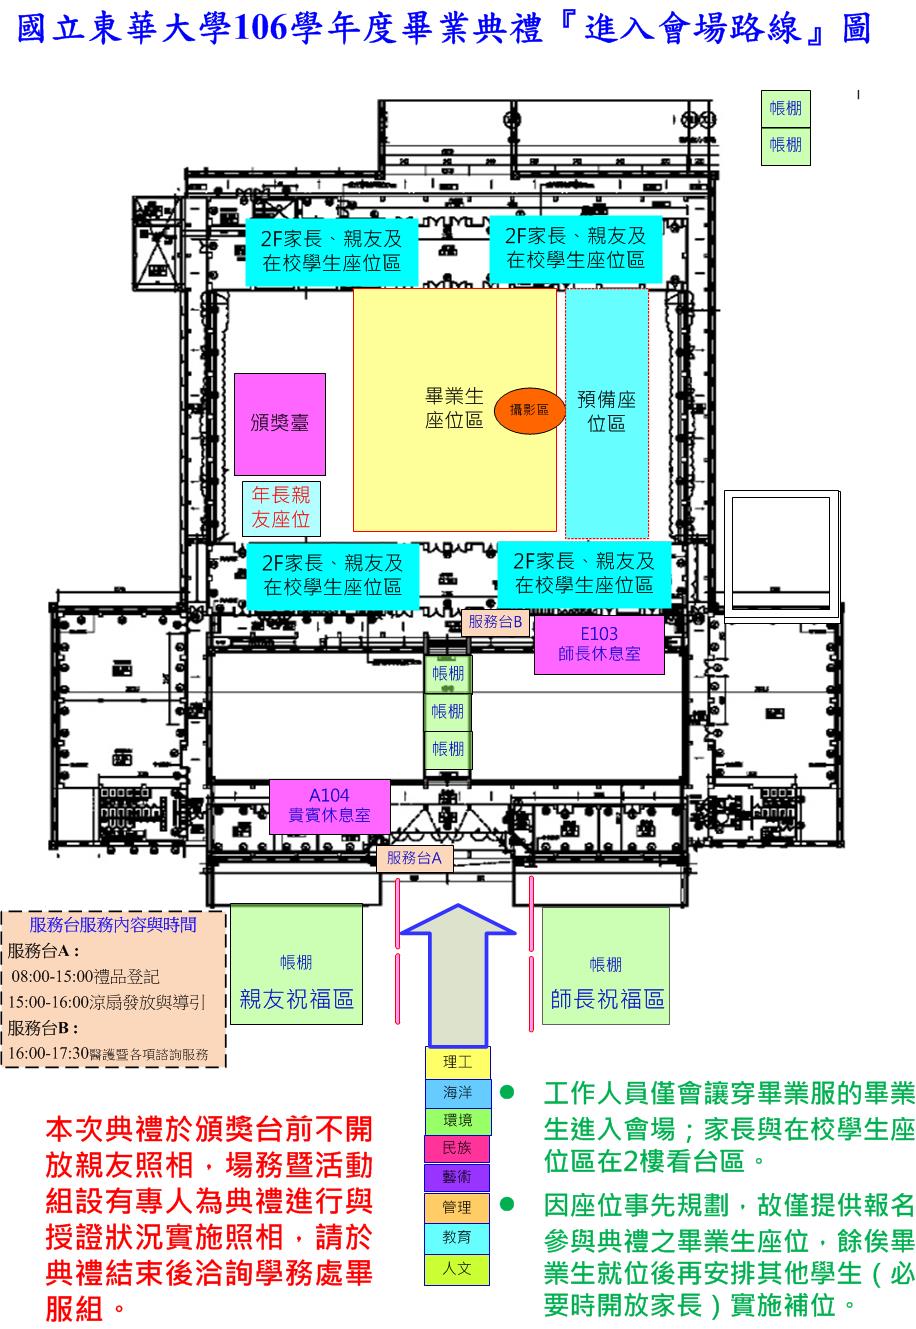 國立東華大學106學年度畢業典禮『進入會場路線』圖
帳棚
帳棚
2F家長、親友及
在校學生座位區
2F家長、親友及
在校學生座位區
畢業生
座位區
攝影區
預備座
位區
頒獎臺
年長親
友座位
2F家長、親友及
在校學生座位區
2F家長、親友及
在校學生座位區
服務台B
E103
師長休息室
帳棚
帳棚
帳棚
A104
貴賓休息室
服務台A
服務台服務內容與時間
服務台A：
08:00-15:00禮品登記
15:00-16:00涼扇發放與導引
服務台B：
16:00-17:30醫護暨各項諮詢服務
帳棚
親友祝福區
帳棚
師長祝福區
理工
海洋
環境
民族
藝術
管理
教育
人文
本次典禮於頒獎台前不開
放親友照相，場務暨活動
組設有專人為典禮進行與
授證狀況實施照相，請於
典禮結束後洽詢學務處畢
服組。
● 工作人員僅會讓穿畢業服的畢業
生進入會場；家長與在校學生座
位區在2樓看台區。
● 因座位事先規劃，故僅提供報名
參與典禮之畢業生座位，餘俟畢
業生就位後再安排其他學生（必
要時開放家長）實施補位。